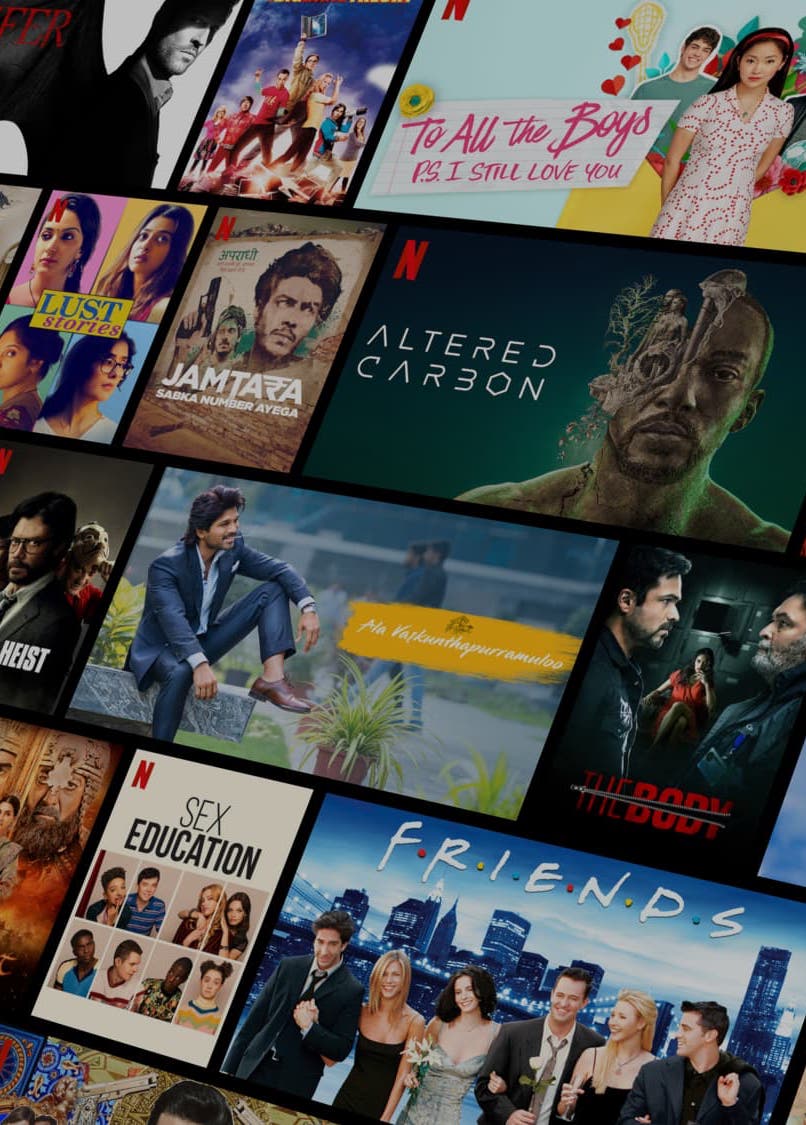 N
To All the Boys
P.S. I STILL LOVE YOU
N
LUST
stories
N
अपराधी
JAMTARA
SABKA NUMBER AYEGA
N
ALTERED
CARBON
N
HEIST
Ala Vaikunthapurramuloo
THE BODY
N
SEX
EDUCATION
F·R·I·E·N·D·S